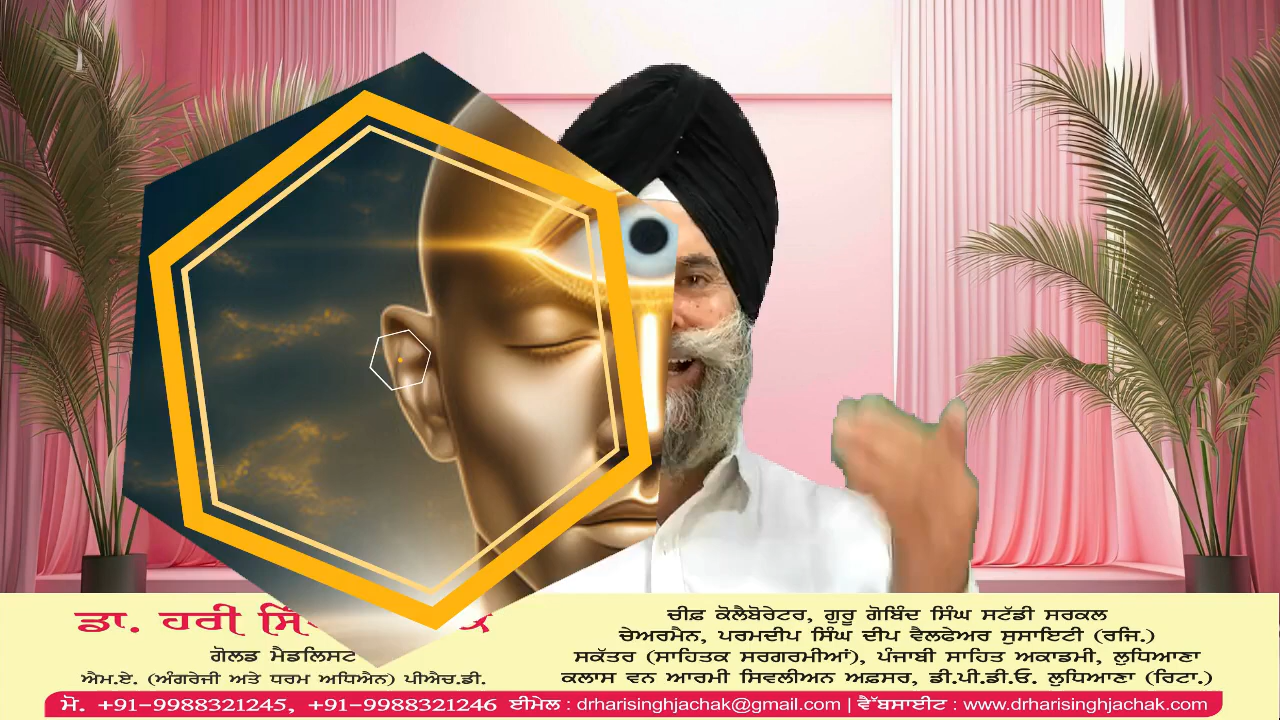 ਡਾ. ਹਰੀ
ਗੋਲਡ ਮੈਡਲਿਸਟ
ਐਮ.ਏ. (ਅੰਗਰੇਜੀ ਅਤੇ ਧਰਮ ਅਧਿਐਨ) ਪੀਐਚ.ਡੀ.
ਚੀਫ਼ ਕੋਲੈਬੋਰੇਟਰ, ਗੁਰੂ ਗੋਬਿੰਦ ਸਿੰਘ ਸਟੱਡੀ ਸਰਕਲ
ਚੇਅਰਮੈਨ, ਪਰਮਦੀਪ ਸਿੰਘ ਦੀਪ ਵੈਲਫੇਅਰ ਸੁਸਾਇਟੀ (ਰਜਿ.)
ਸਕੱਤਰ (ਸਾਹਿਤਕ ਸਰਗਰਮੀਆਂ), ਪੰਜਾਬੀ ਸਾਹਿਤ ਅਕਾਡਮੀ, ਲੁਧਿਆਣਾ
ਕਲਾਸ ਵਨ ਆਰਮੀ ਸਿਵਲੀਅਨ ਅਫ਼ਸਰ, ਡੀ.ਪੀ.ਡੀ.ਓ. ਲੁਧਿਆਣਾ (ਰਿਟਾ.)
ਮੋ. +91-9988321245, +91-9988321246 ਈਮੇਲ : drharisinghjachak@gmail.com | ਵੈੱਬਸਾਈਟ : www.drharisinghjachak.com